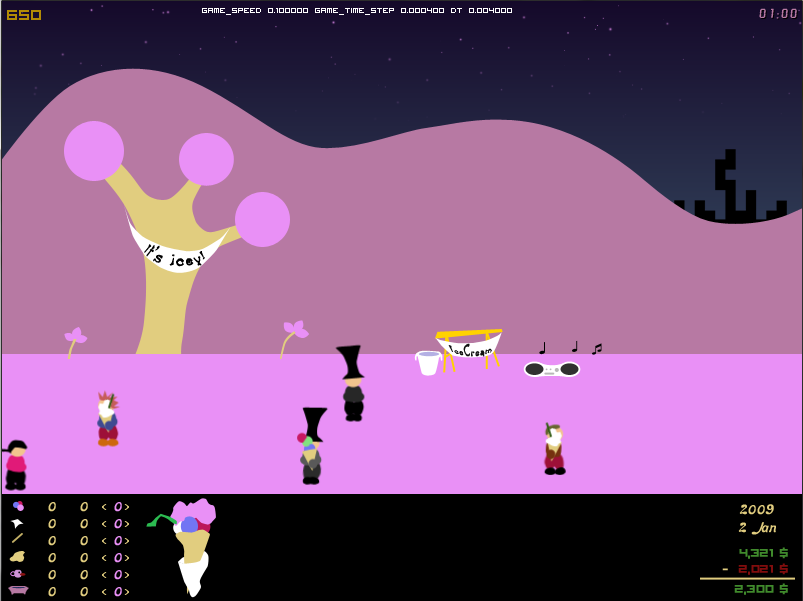 650
GAME_SPEED 0.100000 GAME_TIME_STEP 0.000400 DT 0.004000
01:00
It's icey!
IceCream
0 0 < 0 >
0 0 < 0 >
0 0 < 0 >
0 0 < 0 >
0 0 < 0 >
0 0 < 0 >
2009
2 Jan
4,321 $
- 2,021 $
2,300 $